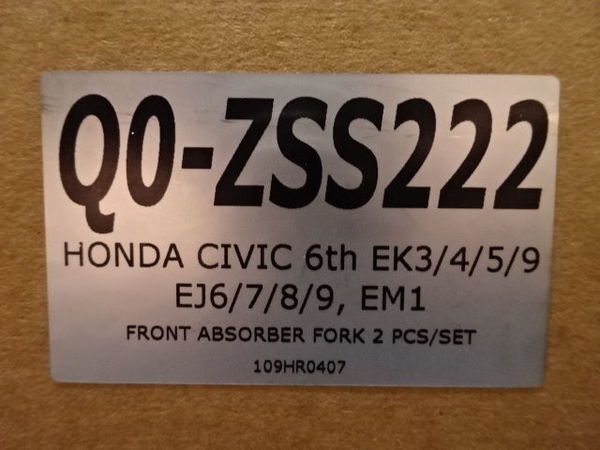 Q0-ZSS222
HONDA CIVIC 6th EK3/4/5/9
EJ6/7/8/9, EM1
FRONT ABSORBER FORK 2 PCS/SET
109HR0407